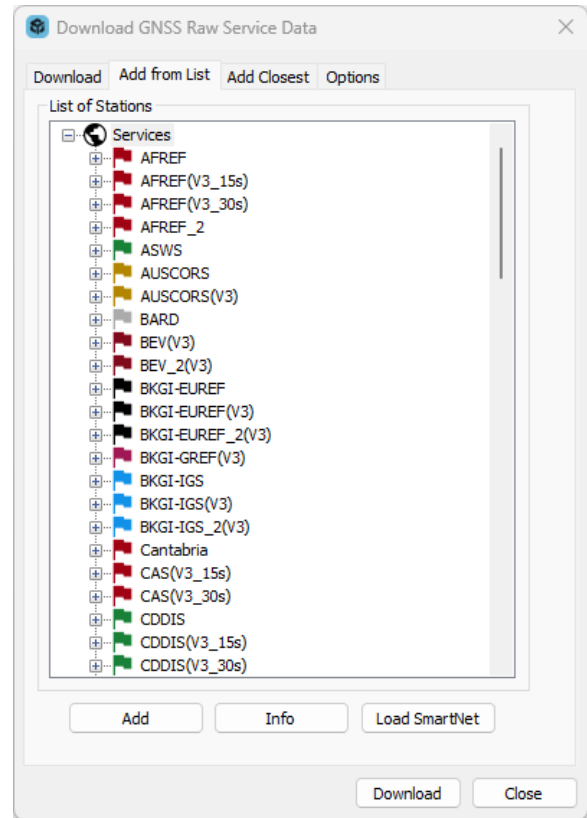 Download GNSS Raw Service Data
Download Add from List Add Closest Options
List of Stations
Services
AFREF
AFREF(V3_15s)
AFREF(V3_30s)
AFREF_2
ASWS
AUSCORS
AUSCORS(V3)
BARD
BEV(V3)
BEV_2(V3)
BKGI-EUREF
BKGI-EUREF(V3)
BKGI-EUREF_2(V3)
BKGI-GREF(V3)
BKGI-IGS
BKGI-IGS(V3)
BKGI-IGS_2(V3)
Cantabria
CAS(V3_15s)
CAS(V3_30s)
CDDIS
CDDIS(V3_15s)
CDDIS(V3_30s)
Add Info Load SmartNet
Download Close